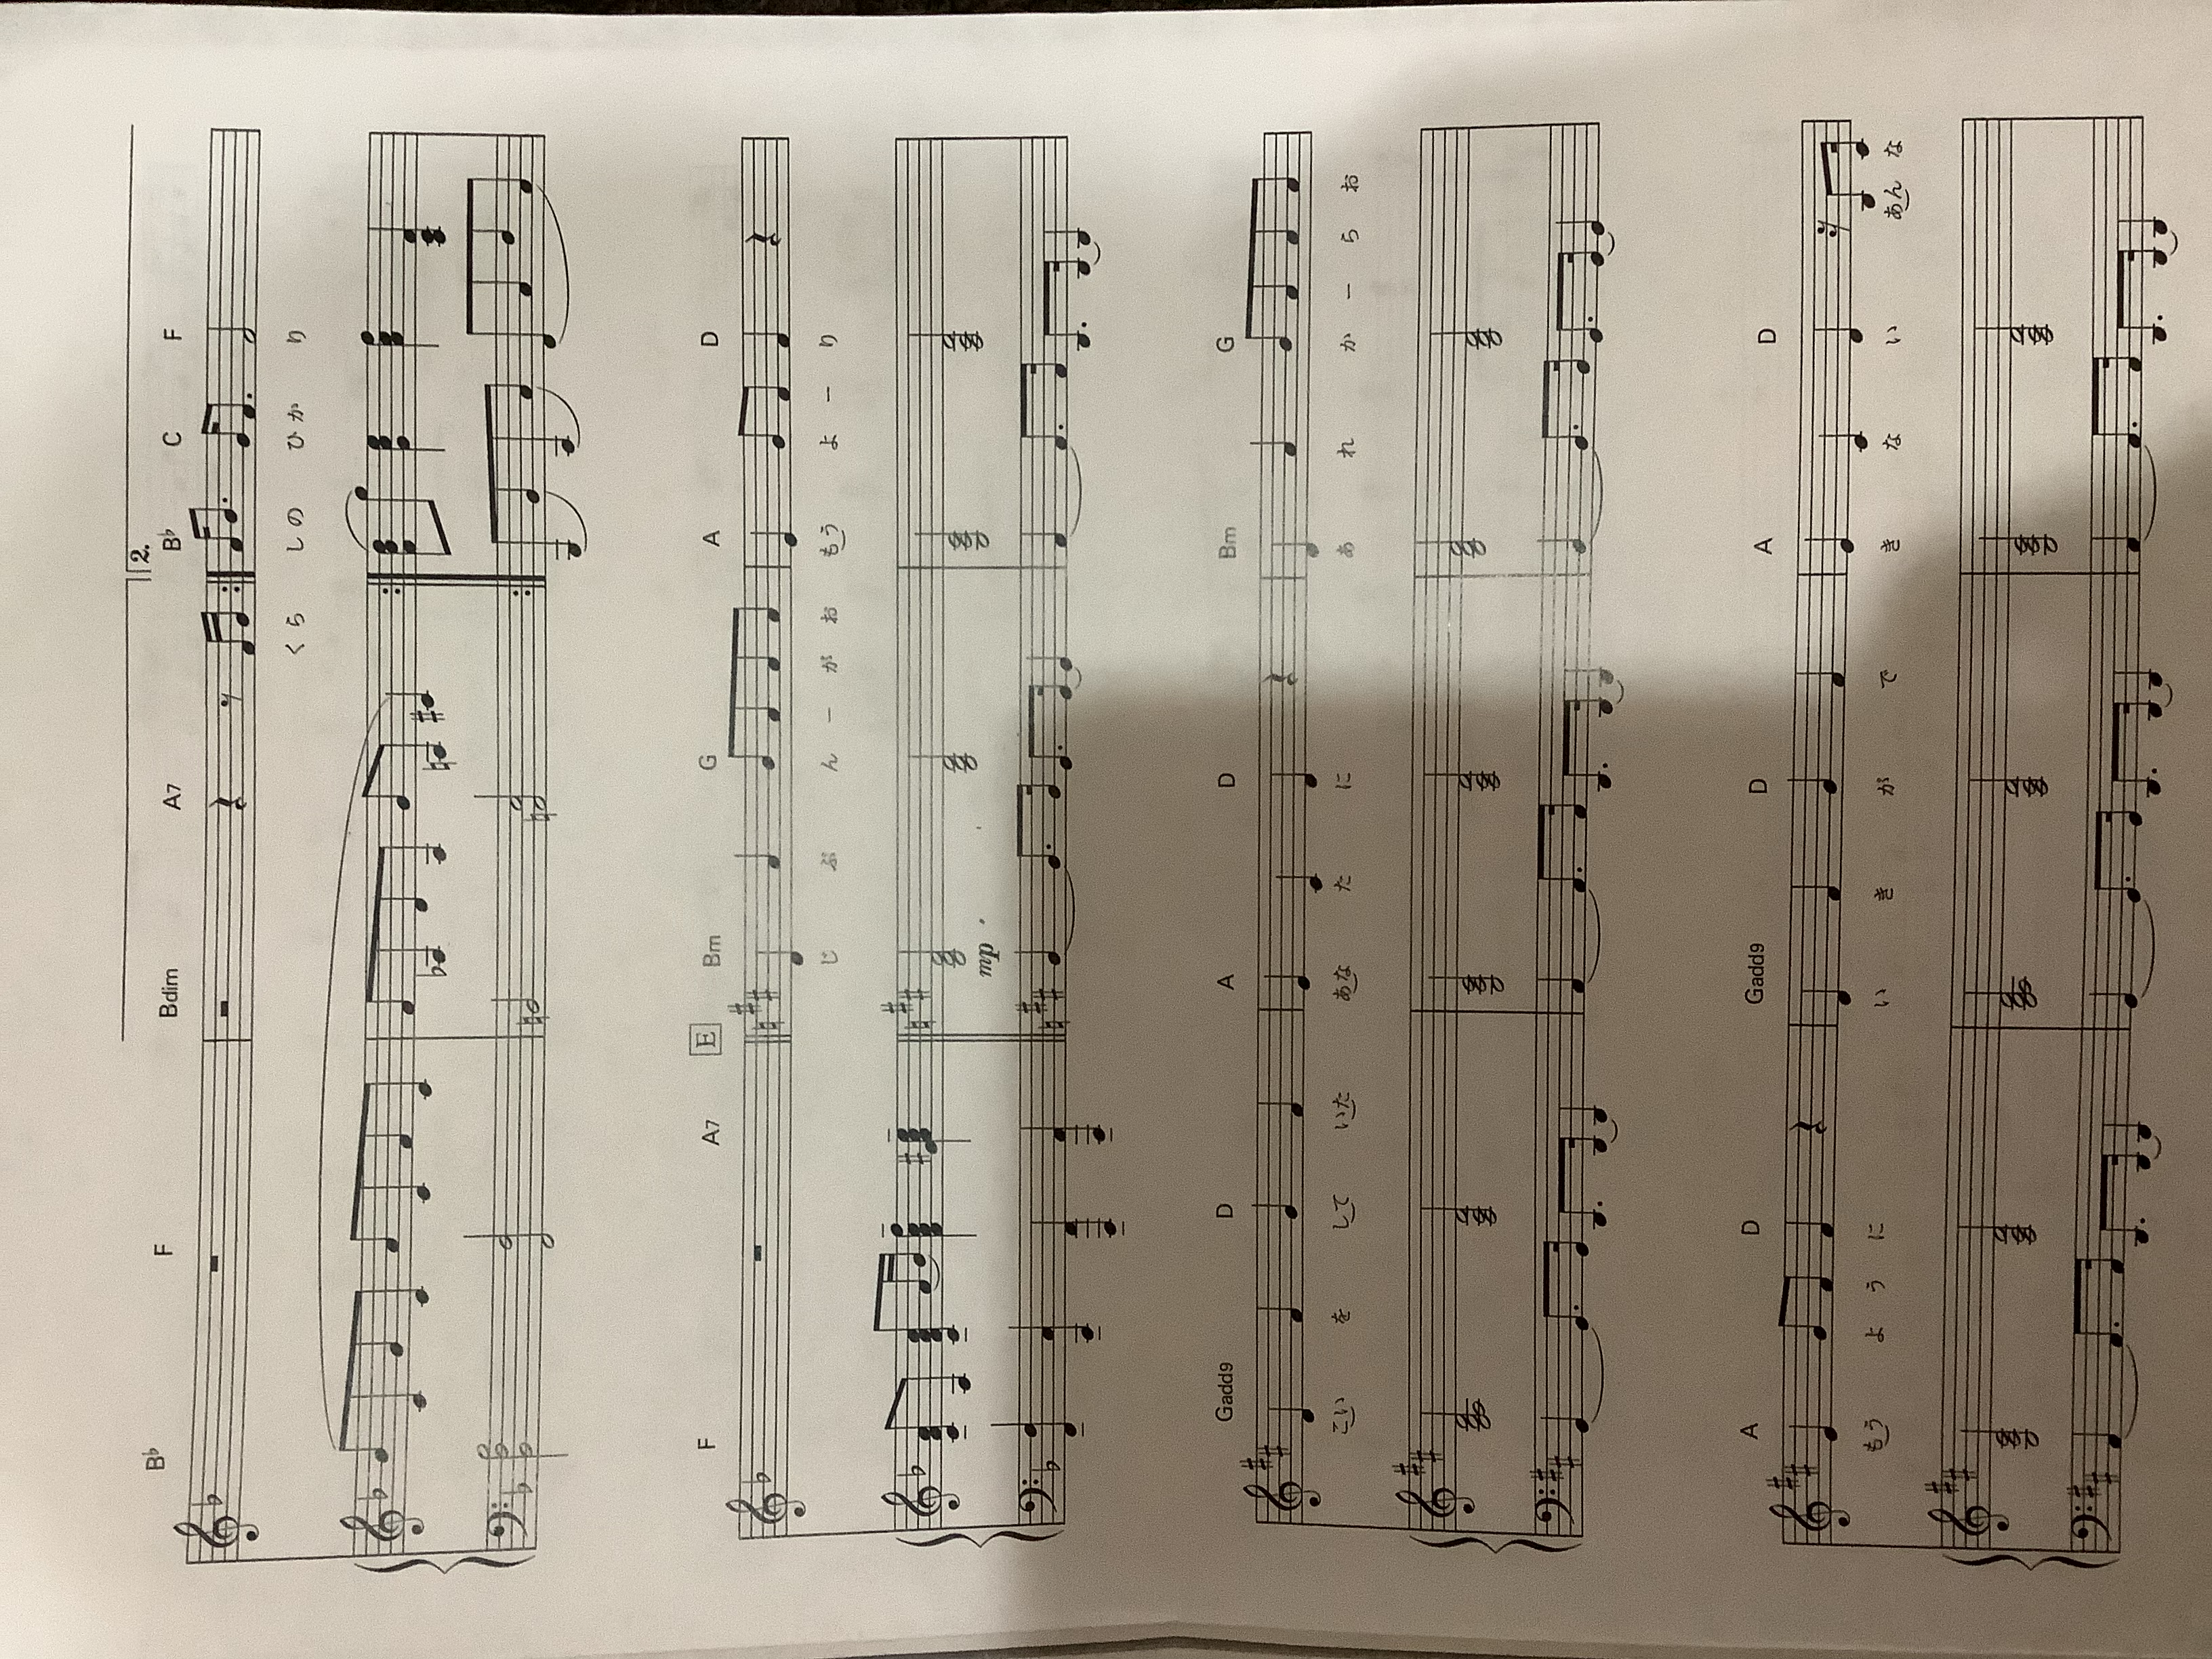 B♭ F Bdim A7 2. B♭ C F
くら しの ひか り
F A7 E Bm G A D
じ ぶ ん ー が お もう よ ー り
mp
Gadd9 D A D Bm G
こい を して いた あな た に あ れ か ー ら お
A D Gadd9 D A D
もう よ う に い き が で き な い あん な